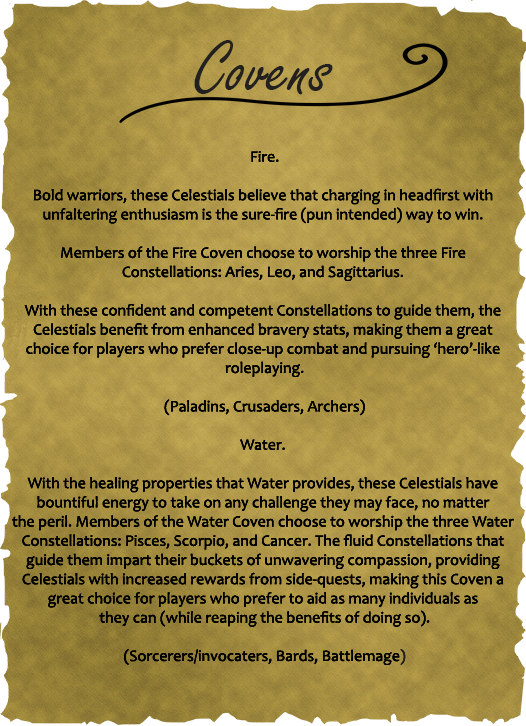 Covens
Fire.
Bold warriors, these Celestials believe that charging in headfirst with
unfaltering enthusiasm is the sure-fire (pun intended) way to win.
Members of the Fire Coven choose to worship the three Fire
Constellations: Aries, Leo, and Sagittarius.
With these confident and competent Constellations to guide them, the
Celestials benefit from enhanced bravery stats, making them a great
choice for players who prefer close-up combat and pursuing ‘hero’-like
roleplaying.
(Paladins, Crusaders, Archers)
Water.
With the healing properties that Water provides, these Celestials have
bountiful energy to take on any challenge they may face, no matter
the peril. Members of the Water Coven choose to worship the three Water
Constellations: Pisces, Scorpio, and Cancer. The fluid Constellations that
guide them impart their buckets of unwavering compassion, providing
Celestials with increased rewards from side-quests, making this Coven a
great choice for players who prefer to aid as many individuals as
they can (while reaping the benefits of doing so).
(Sorcerers/invocaters, Bards, Battlemage)